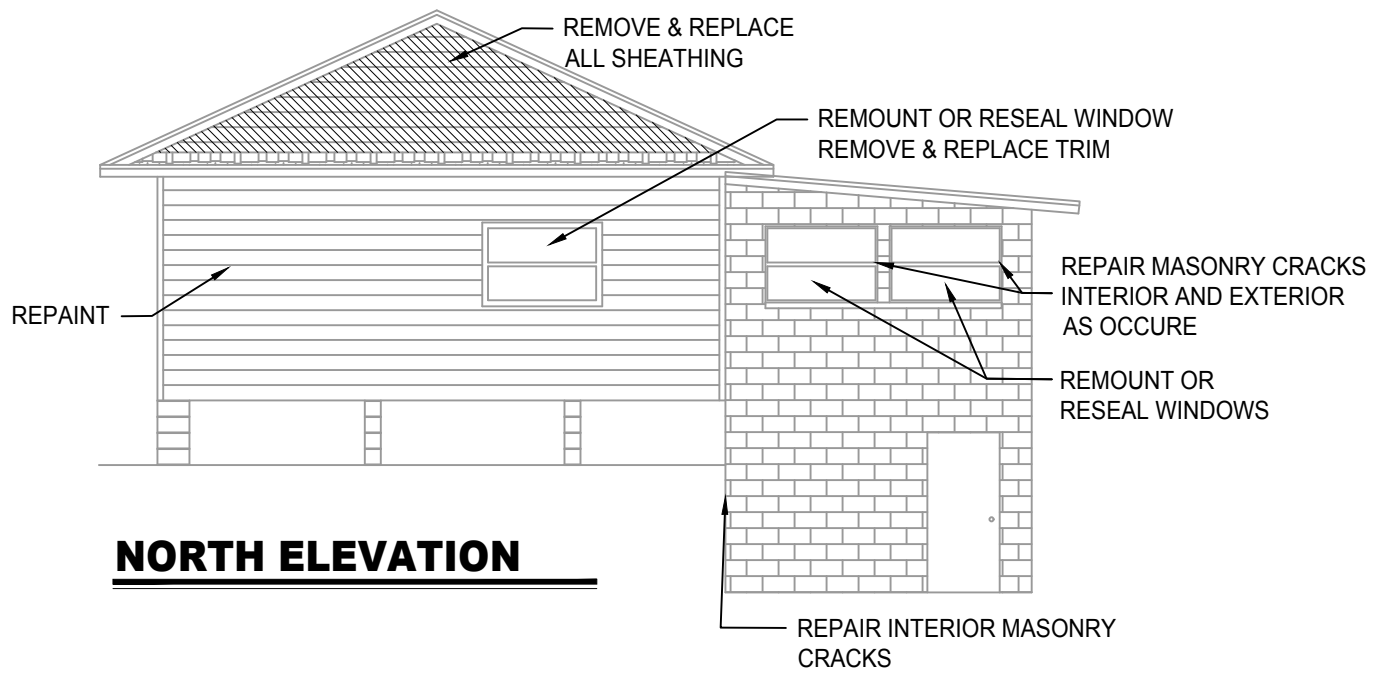 REMOVE & REPLACE
ALL SHEATHING
REMOUNT OR RESEAL WINDOW
REMOVE & REPLACE TRIM
REPAIR MASONRY CRACKS
INTERIOR AND EXTERIOR
AS OCCURE
REPAINT
REMOUNT OR
RESEAL WINDOWS
NORTH ELEVATION
REPAIR INTERIOR MASONRY
CRACKS